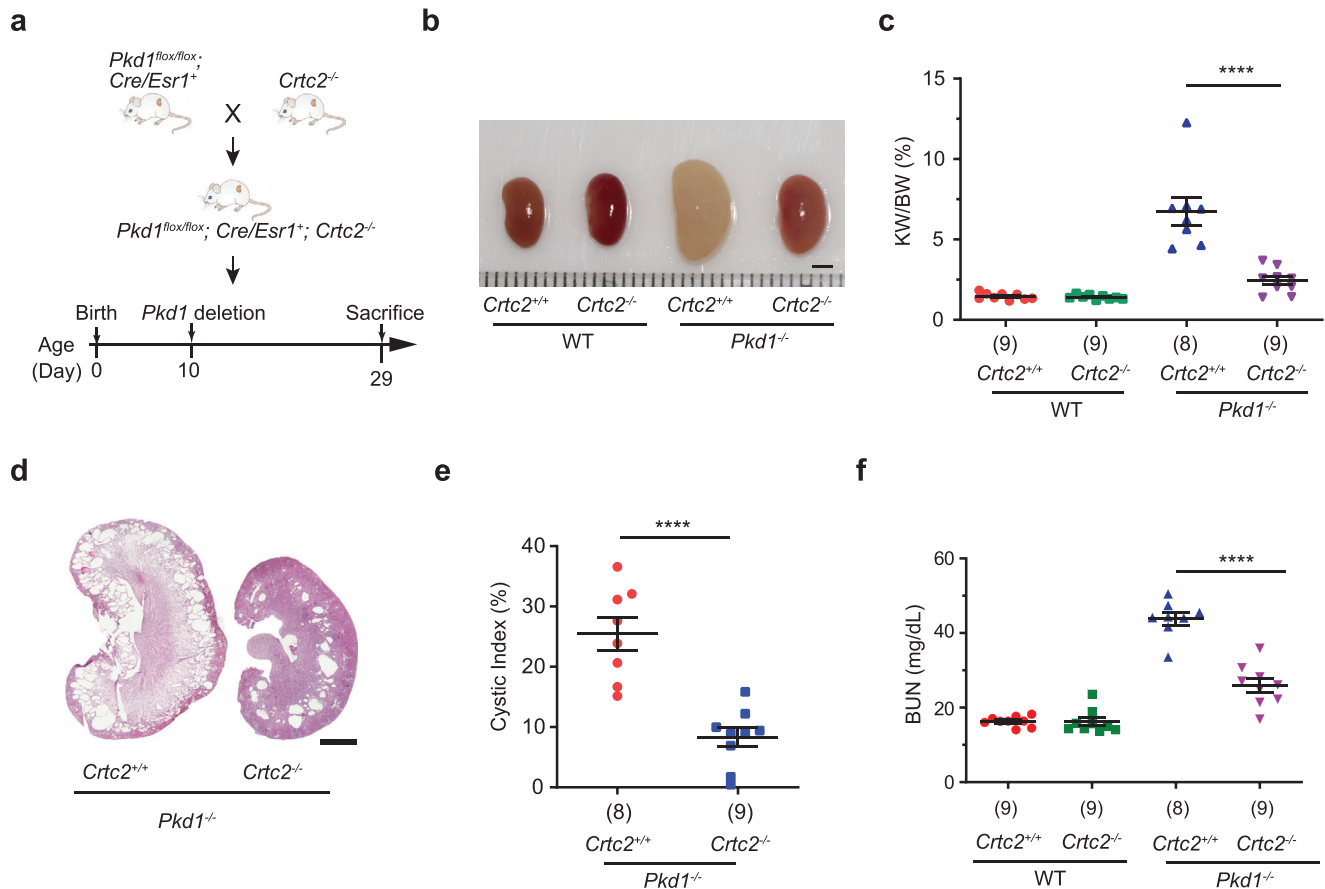 a
Pkd1flox/flox;
Cre/Esr1+
Crtc2-/-
X
Pkd1flox/flox; Cre/Esr1+; Crtc2-/-
Birth Pkd1 deletion Sacrifice
Age
(Day) 0 10 29
b
Crtc2+/+ Crtc2-/- Crtc2+/+ Crtc2-/-
WT Pkd1-/-
c
****
KW/BW (%)
15
10
5
0
(9) (9) (8) (9)
Crtc2+/+ Crtc2-/- Crtc2+/+ Crtc2-/-
WT Pkd1-/-
d
Crtc2+/+ Crtc2-/-
Pkd1-/-
e
****
Cystic Index (%)
40
30
20
10
0
(8) (9)
Crtc2+/+ Crtc2-/-
Pkd1-/-
f
****
BUN (mg/dL)
60
40
20
0
(9) (9) (8) (9)
Crtc2+/+ Crtc2-/- Crtc2+/+ Crtc2-/-
WT Pkd1-/-